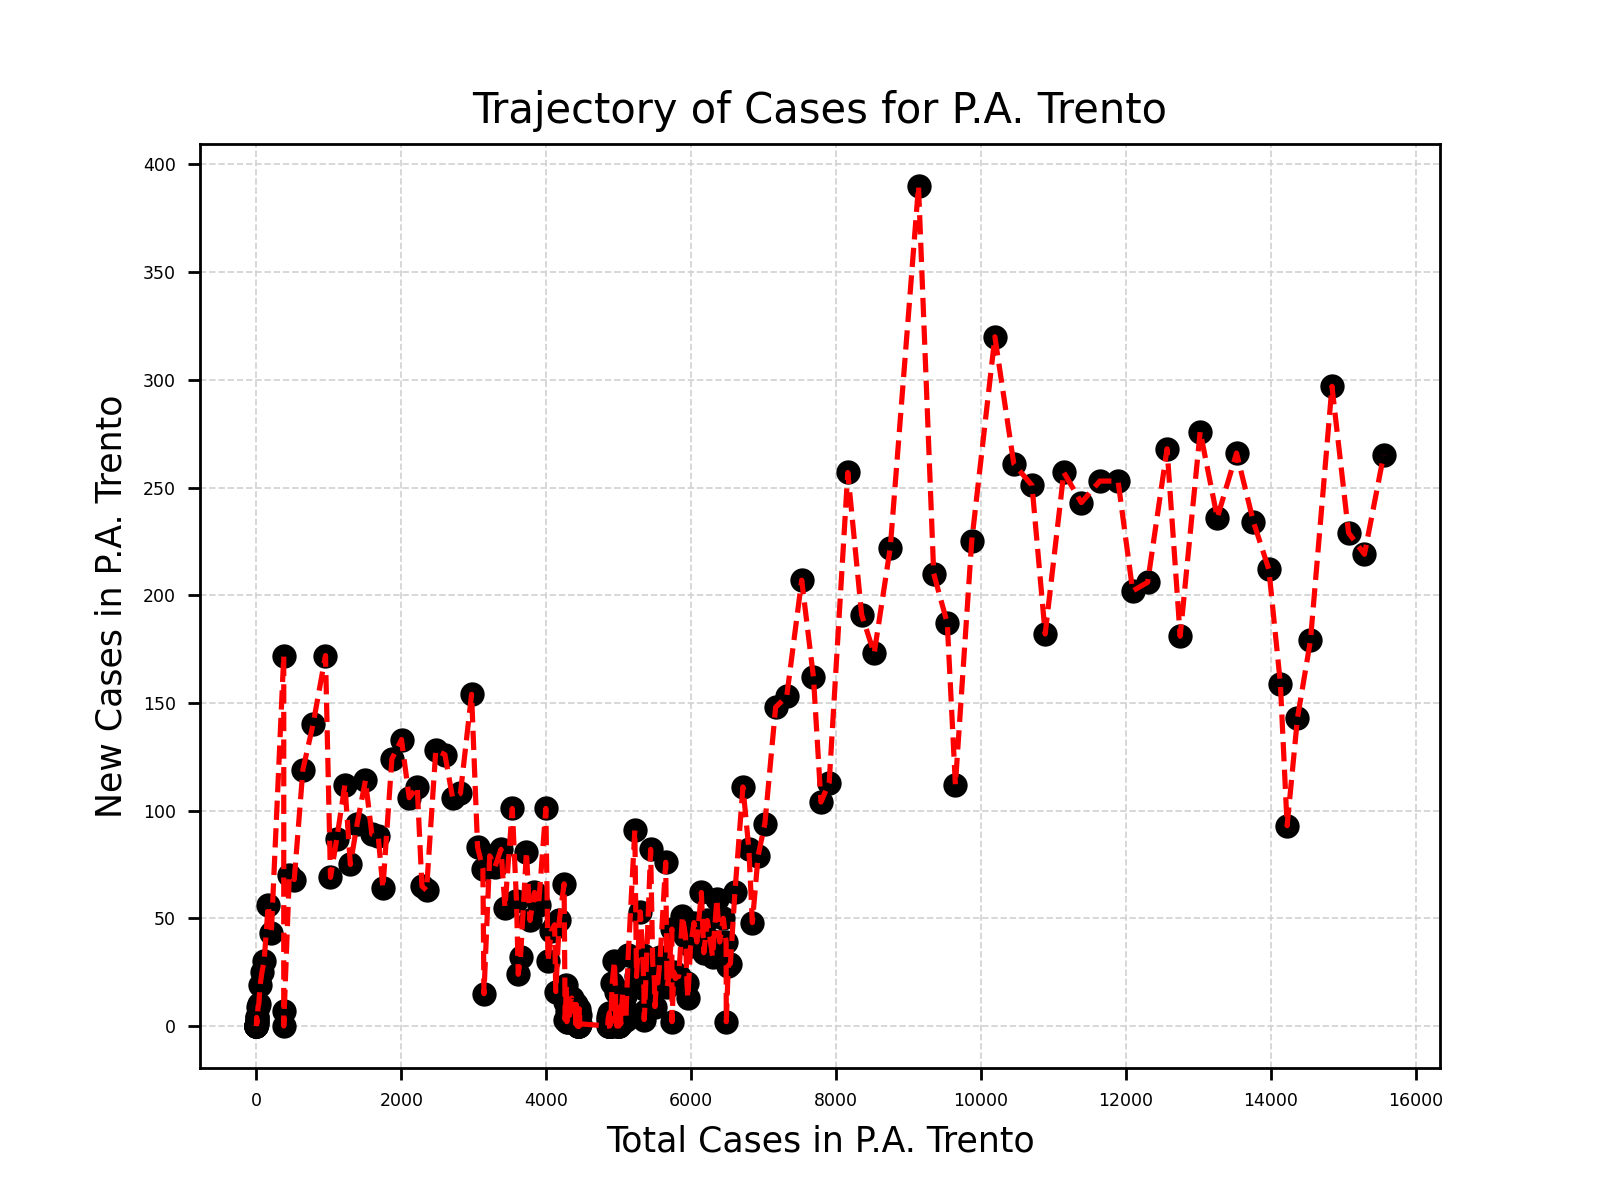 Trajectory of Cases for P.A. Trento
400
350
300
250
200
150
100
50
0
New Cases in P.A. Trento
0 2000 4000 6000 8000 10000 12000 14000 16000
Total Cases in P.A. Trento